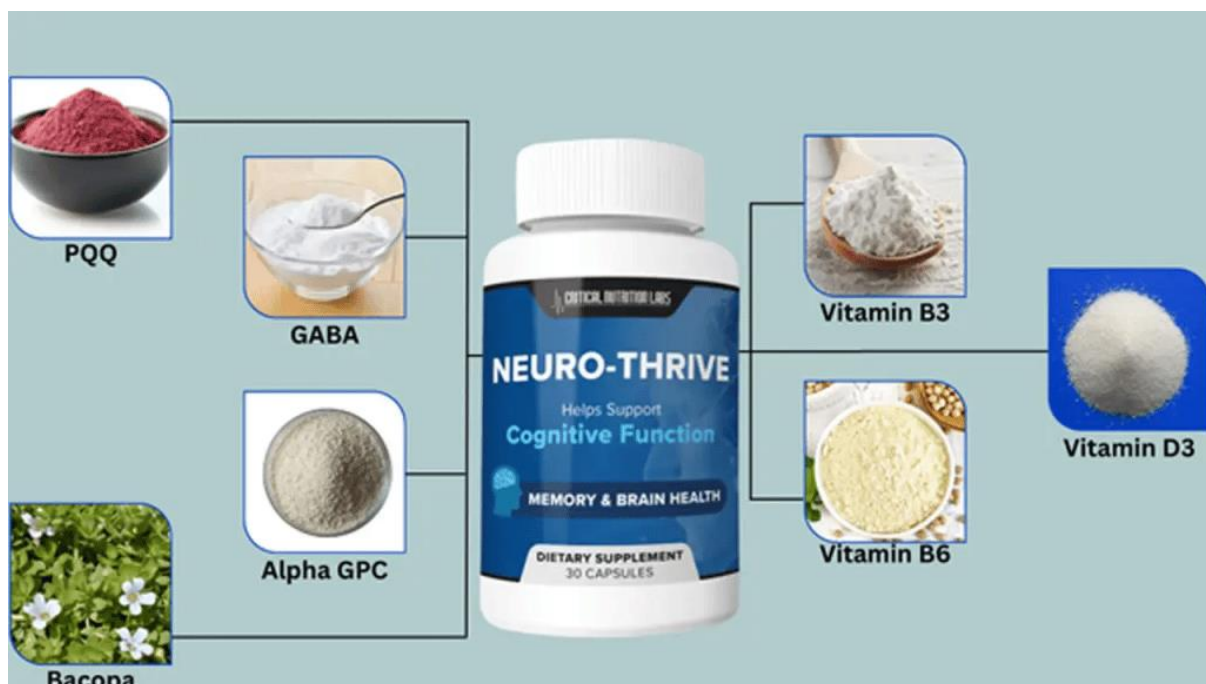 PQQ
GABA
Alpha GPC
Bacopa
CRITICAL NUTRITION LABS
NEURO-THRIVE
Helps Support
Cognitive Function
MEMORY & BRAIN HEALTH
DIETARY SUPPLEMENT
30 CAPSULES
Vitamin B3
Vitamin D3
Vitamin B6